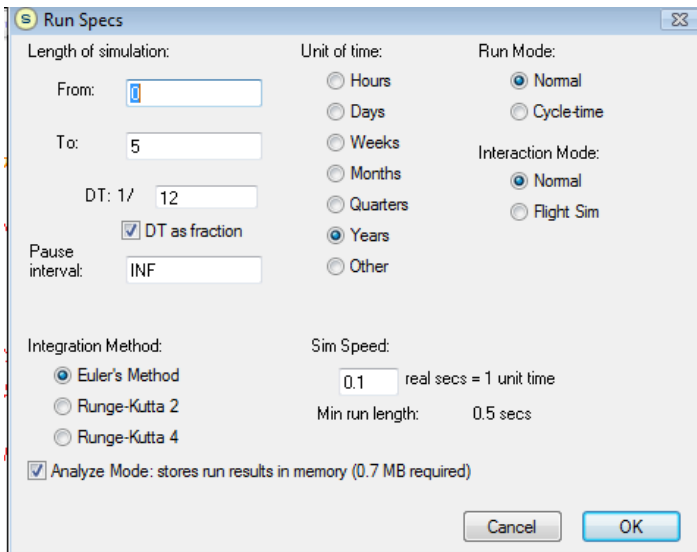 S Run Specs
Length of simulation:
From: 0
To: 5
DT: 1/ 12
DT as fraction
Pause
interval: INF
Unit of time:
Hours
Days
Weeks
Months
Quarters
Years
Other
Run Mode:
Normal
Cycle-time
Interaction Mode:
Normal
Flight Sim
Integration Method:
Euler's Method
Runge-Kutta 2
Runge-Kutta 4
Sim Speed:
0.1 real secs = 1 unit time
Min run length: 0.5 secs
Analyze Mode: stores run results in memory (0.7 MB required)
Cancel OK